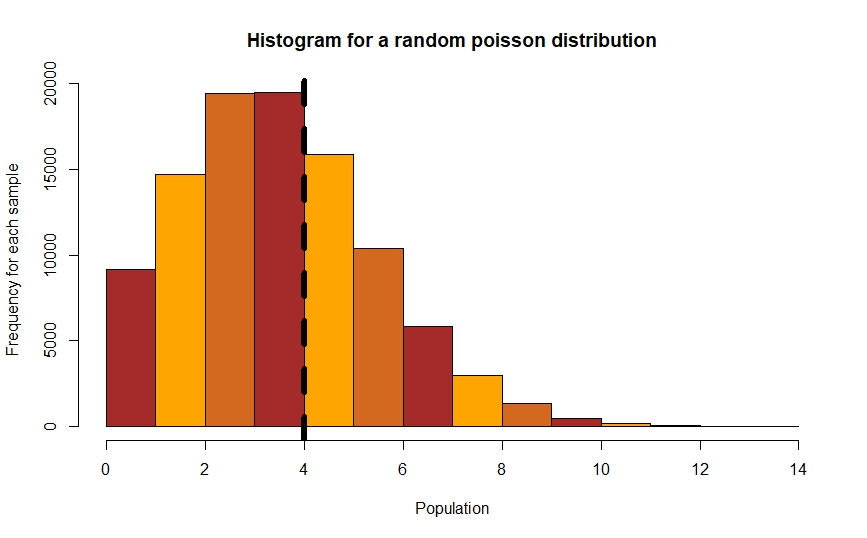 Histogram for a random poisson distribution
Frequency for each sample
20000
15000
10000
5000
0
0 2 4 6 8 10 12 14
Population